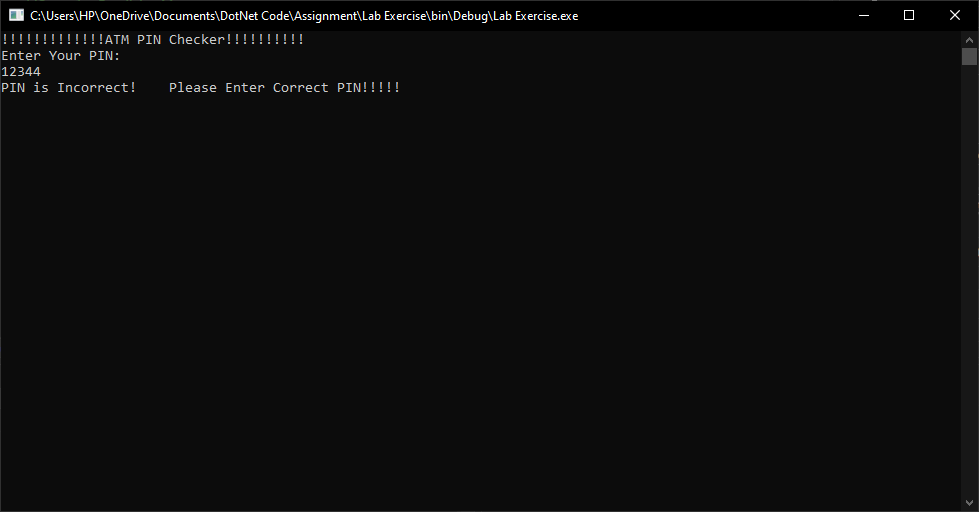 C:\Users\HP\OneDrive\Documents\DotNet Code\Assignment\Lab Exercise\bin\Debug\Lab Exercise.exe
!!!!!!!!!!!!!ATM PIN Checker!!!!!!!!!!
Enter Your PIN:
12344
PIN is Incorrect!    Please Enter Correct PIN!!!!!